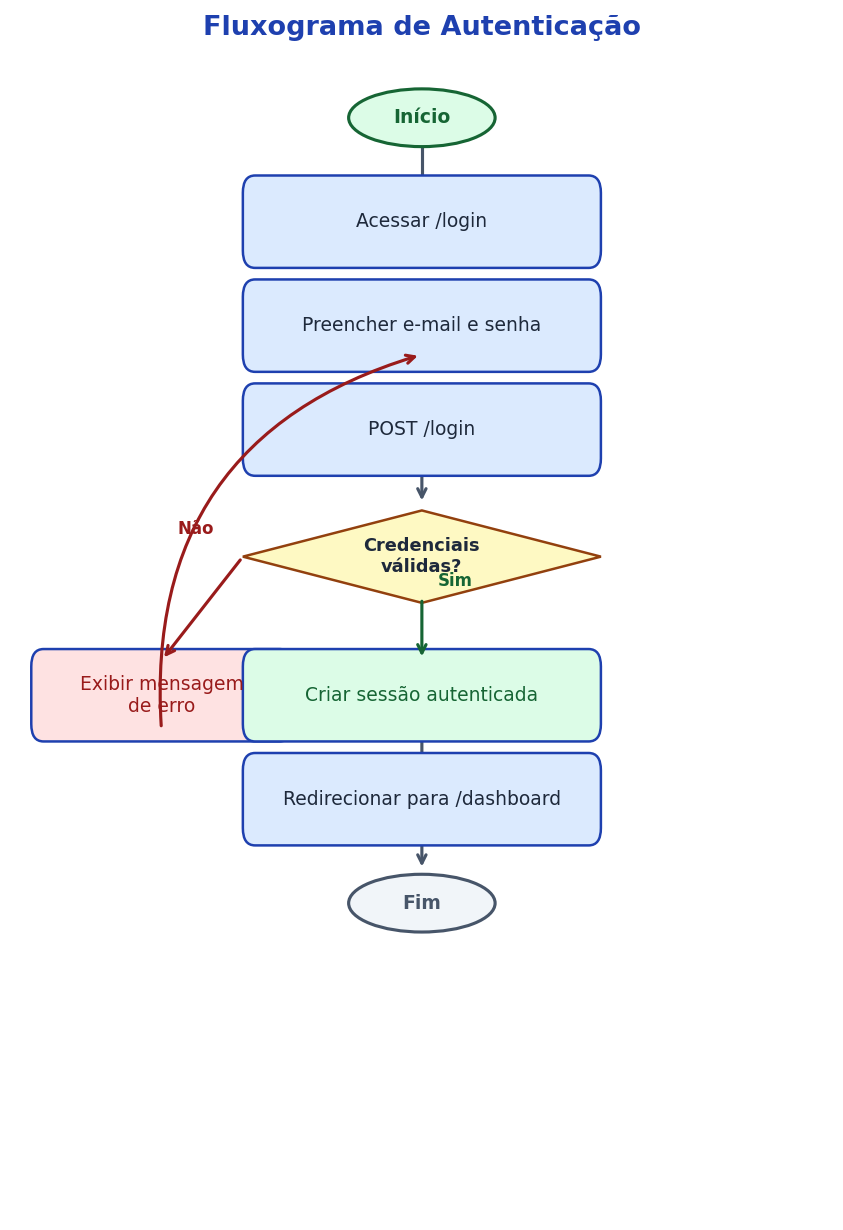 Fluxograma de Autenticação
Início
Acessar /login
Preencher e-mail e senha
POST /login
Não
Credenciais
válidas?
Sim
Exibir mensagem
de erro
Criar sessão autenticada
Redirecionar para /dashboard
Fim